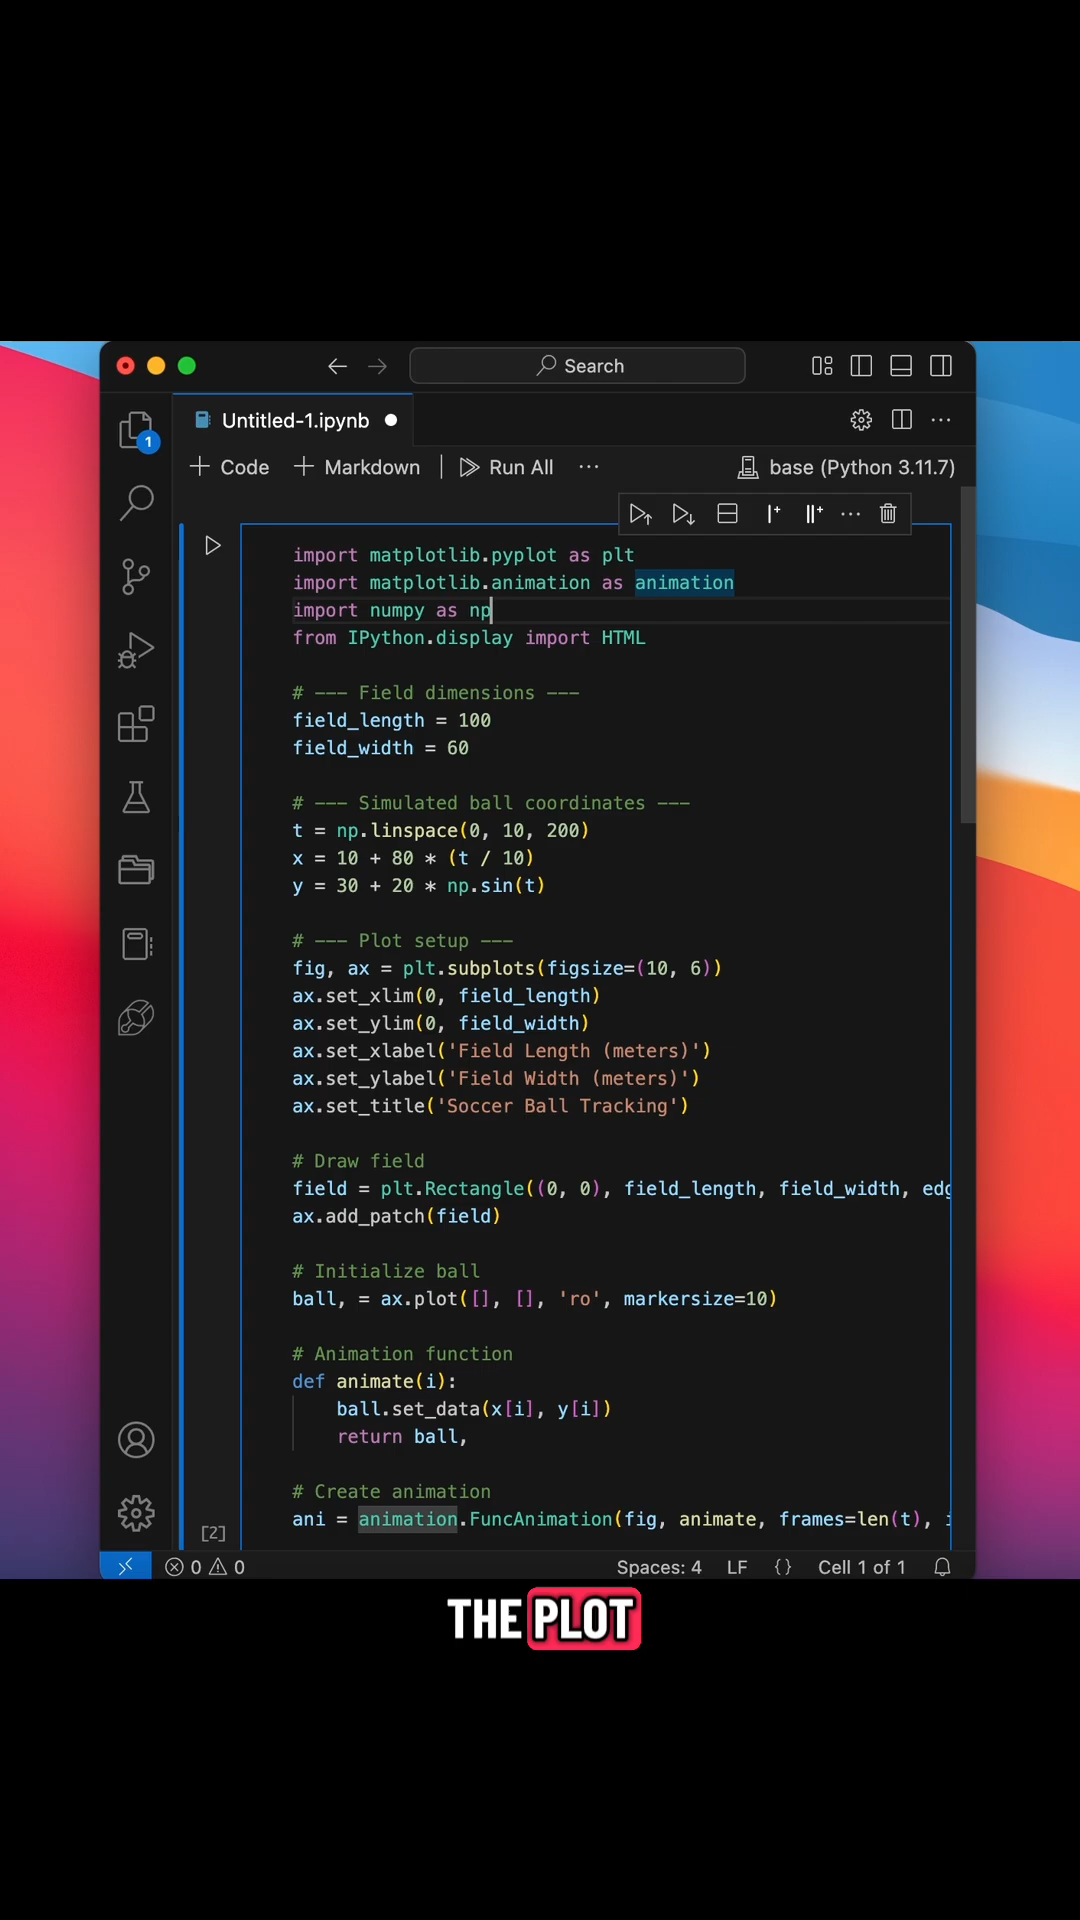 Search
Untitled-1.ipynb
1
Code Markdown Run All ... base (Python 3.11.7)
import matplotlib.pyplot as plt
import matplotlib.animation as animation
import numpy as np
from IPython.display import HTML
# --- Field dimensions ---
field_length = 100
field_width = 60
# --- Simulated ball coordinates ---
t = np.linspace(0, 10, 200)
x = 10 + 80 * (t / 10)
y = 30 + 20 * np.sin(t)
# --- Plot setup ---
fig, ax = plt.subplots(figsize=(10, 6))
ax.set_xlim(0, field_length)
ax.set_ylim(0, field_width)
ax.set_xlabel('Field Length (meters)')
ax.set_ylabel('Field Width (meters)')
ax.set_title('Soccer Ball Tracking')
# Draw field
field = plt.Rectangle((0, 0), field_length, field_width, edg
ax.add_patch(field)
# Initialize ball
ball, = ax.plot([], [], 'ro', markersize=10)
# Animation function
def animate(i):
    ball.set_data(x[i], y[i])
    return ball,
# Create animation
ani = animation.FuncAnimation(fig, animate, frames=len(t), i
[2]
0 0 Spaces: 4 LF {} Cell 1 of 1
THE PLOT